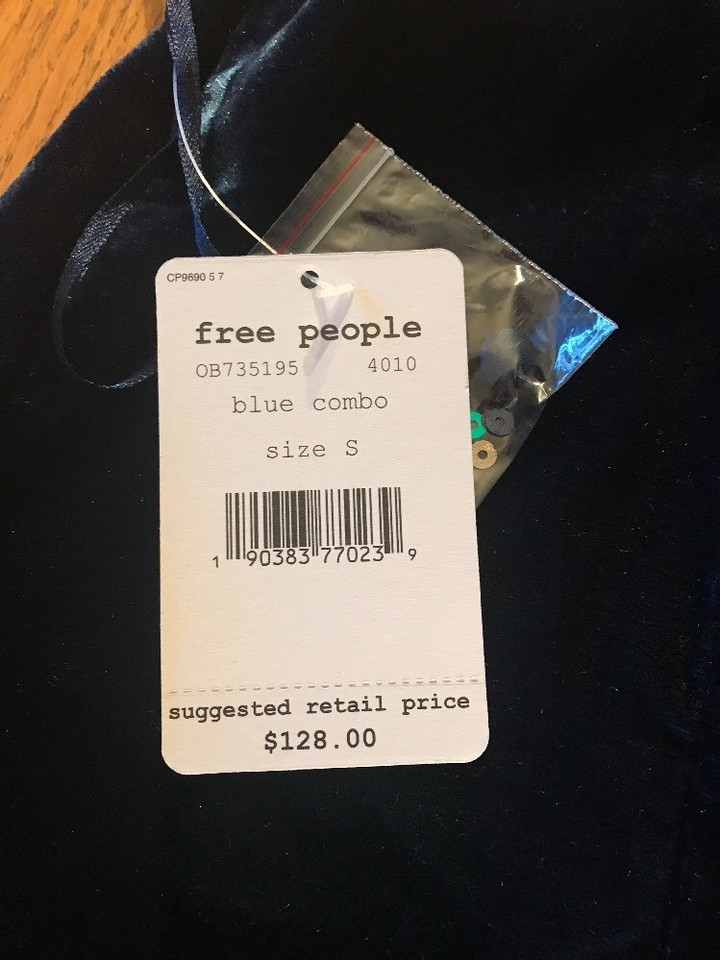 CP9690 5 7
free people
OB735195 4010
blue combo
size S
1 90383 77023 9
suggested retail price
$128.00